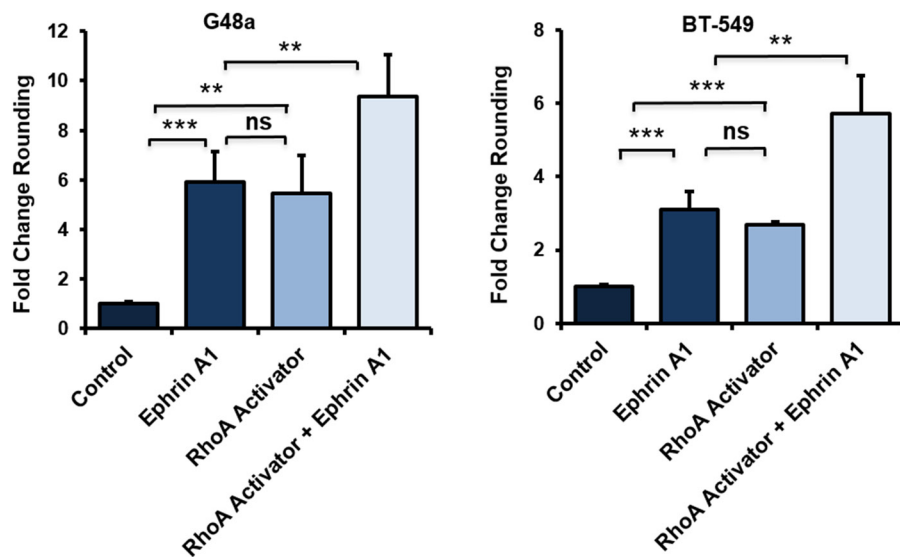 G48a
Fold Change Rounding
12
10
8
6
4
2
0
**
**
***
ns
Control
Ephrin A1
RhoA Activator
RhoA Activator + Ephrin A1
BT-549
Fold Change Rounding
8
6
4
2
0
**
***
***
ns
Control
Ephrin A1
RhoA Activator
RhoA Activator + Ephrin A1